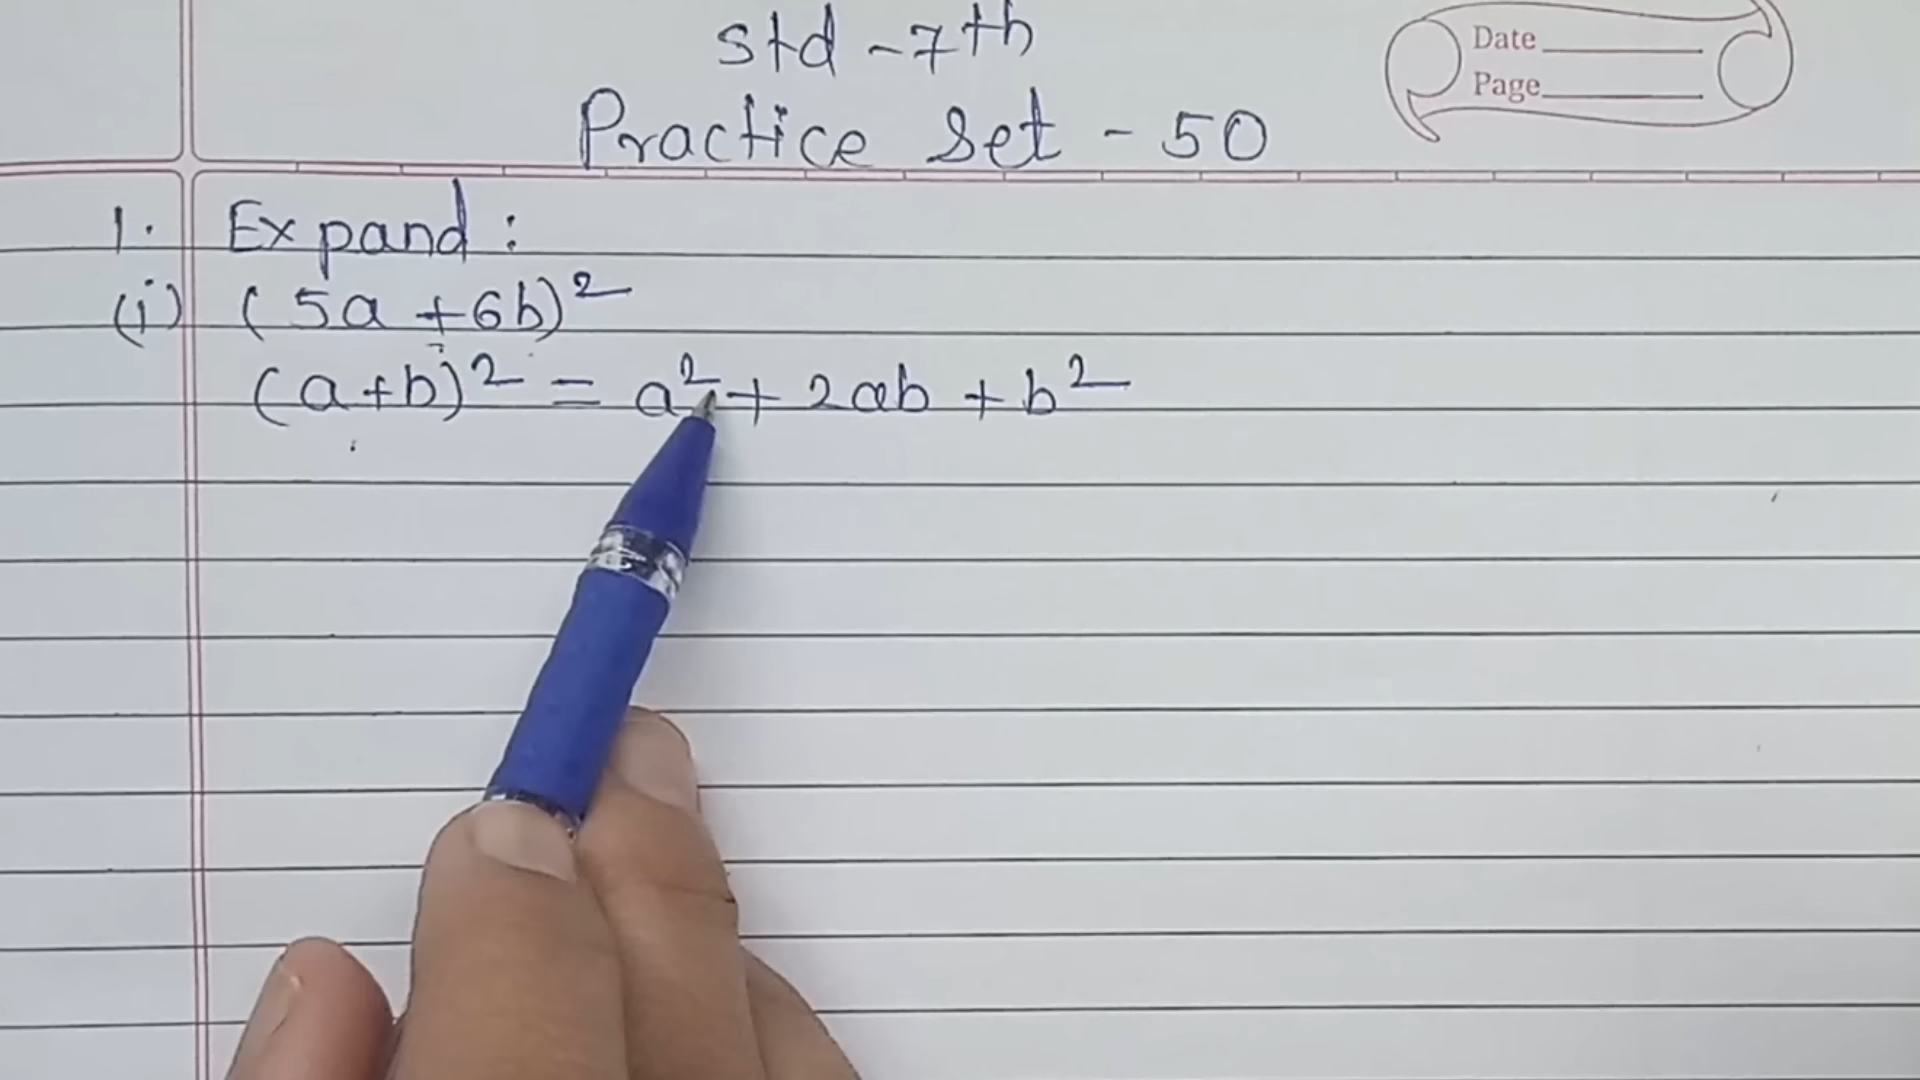 std - 7th
Date
Page
Practice Set - 50
1. Expand :
(i) (5a + 6b)²
(a+b)² = a² + 2ab + b²